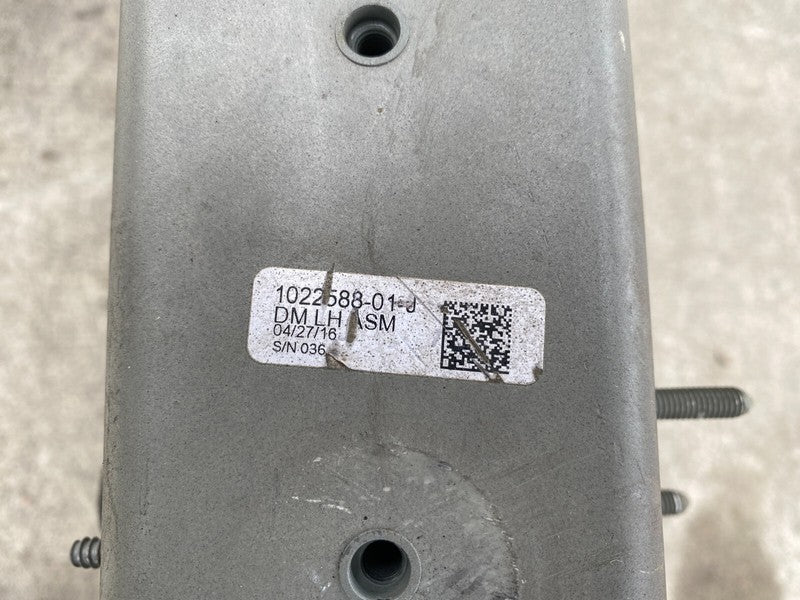 1022588-01-J
DM LH ASM
04/27/16
S/N 036